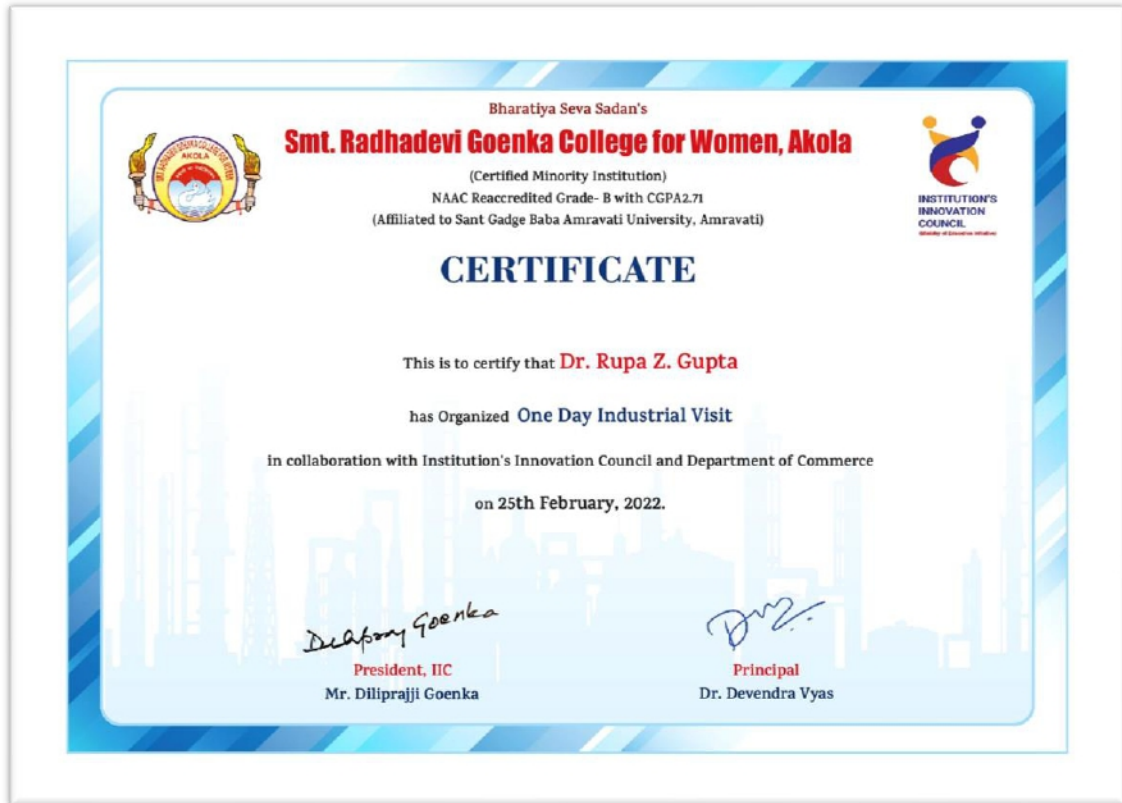 Bharatiya Seva Sadan's
Smt. Radhadevi Goenka College for Women, Akola
(Certified Minority Institution)
NAAC Reaccredited Grade- B with CGPA2.71
(Affiliated to Sant Gadge Baba Amravati University, Amravati)
AKOLA
INSTITUTION'S
INNOVATION
COUNCIL
CERTIFICATE
This is to certify that Dr. Rupa Z. Gupta
has Organized One Day Industrial Visit
in collaboration with Institution's Innovation Council and Department of Commerce
on 25th February, 2022.
Goenka
President, IIC
Mr. Diliprajji Goenka
Principal
Dr. Devendra Vyas